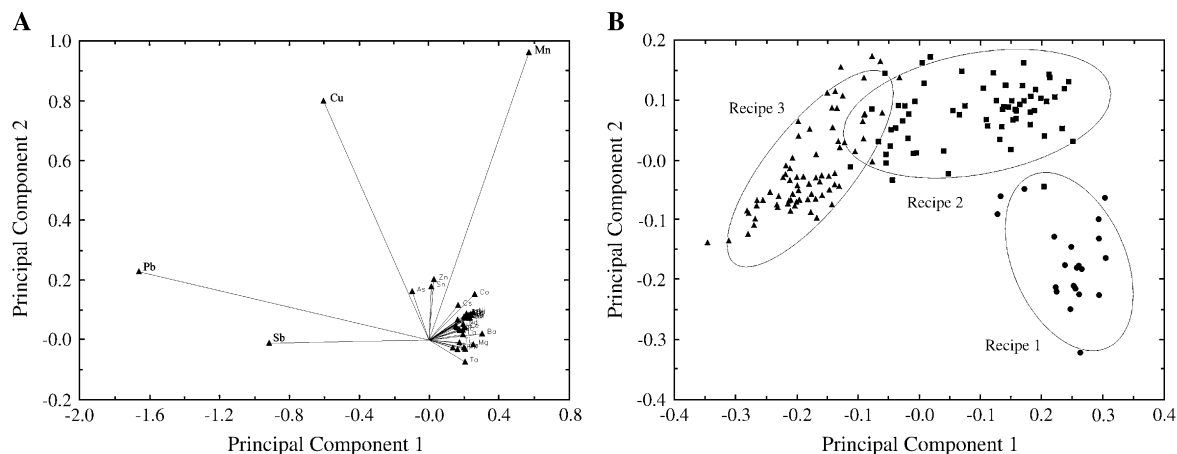 A
1.0
0.8
0.6
0.4
0.2
-0.0
-0.2
-2.0 -1.6 -1.2 -0.8 -0.4 -0.0 0.4 0.8
Principal Component 1
Principal Component 2
Mn
Cu
Pb
Sb
Zn
Sn
As
Co
Cs
Ba
Mg
Ta
B
0.2
0.1
-0.0
-0.1
-0.2
-0.3
-0.4
-0.4 -0.3 -0.2 -0.1 -0.0 -0.1 0.2 0.3 0.4
Principal Component 1
Principal Component 2
Recipe 3
Recipe 2
Recipe 1